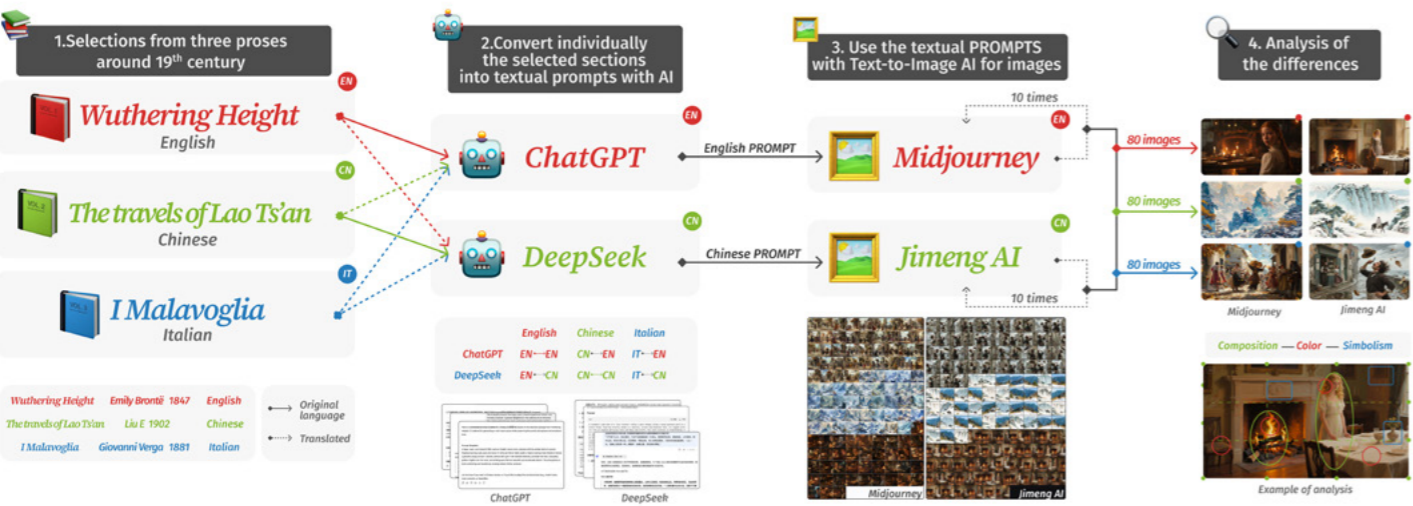 1.Selections from three proses
around 19th century
2.Convert individually
the selected sections
into textual prompts with AI
3. Use the textual PROMPTS
with Text-to-Image AI for images
4. Analysis of
the differences
EN
Wuthering Height
English
CN
The travels of Lao Ts'an
Chinese
IT
I Malavoglia
Italian
EN
ChatGPT
CN
DeepSeek
English PROMPT
Chinese PROMPT
10 times
EN
Midjourney
CN
Jimeng AI
10 times
80 images
80 images
80 images
Midjourney
Jimeng AI
Wuthering Height Emily Brontë 1847 English
The travels of Lao Ts'an Liu E 1902 Chinese
I Malavoglia Giovanni Verga 1881 Italian
Original
language
Translated
English Chinese Italian
ChatGPT EN EN CN EN IT EN
DeepSeek EN CN CN CN IT CN
ChatGPT
DeepSeek
Midjourney
Jimeng AI
Composition — Color — Simbolism
Example of analysis